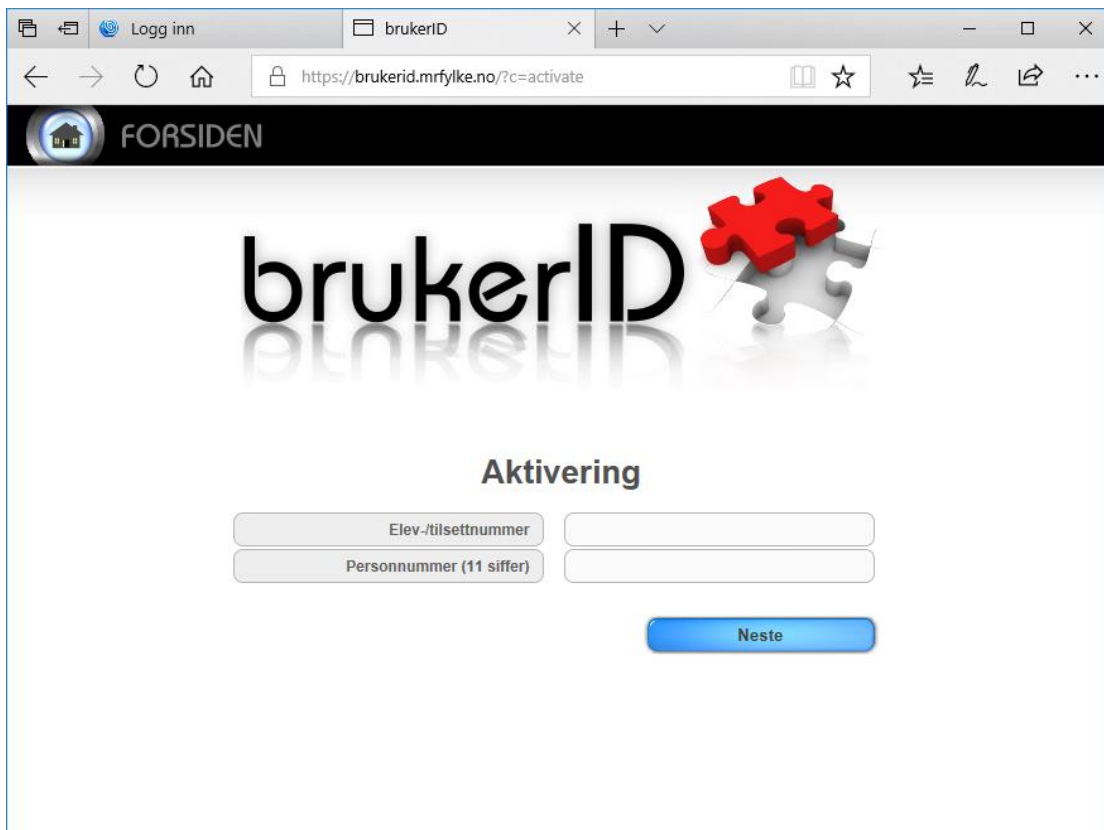 Logg inn
brukerID
https://brukerid.mrfylke.no/?c=activate
FORSIDEN
brukerID
Aktivering
Elev-/tilsettnummer
Personnummer (11 siffer)
Neste